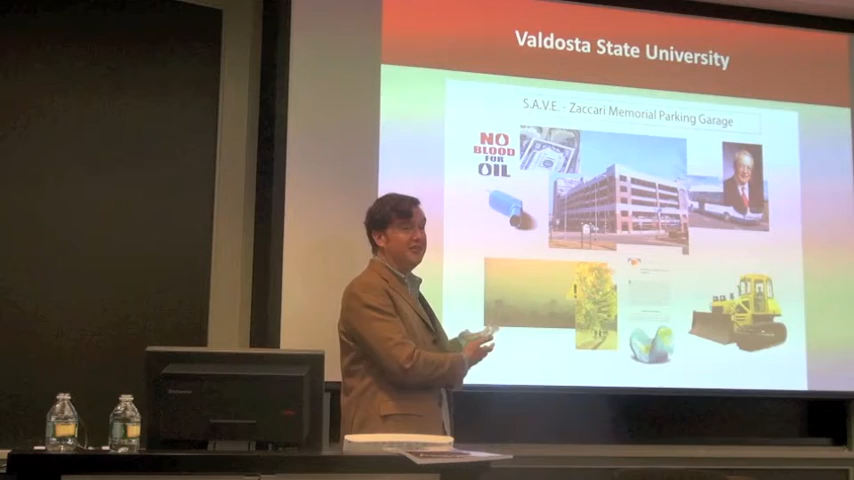 Valdosta State University
S.A.V.E. - Zaccari Memorial Parking Garage
NO
BLOOD
FOR
OIL